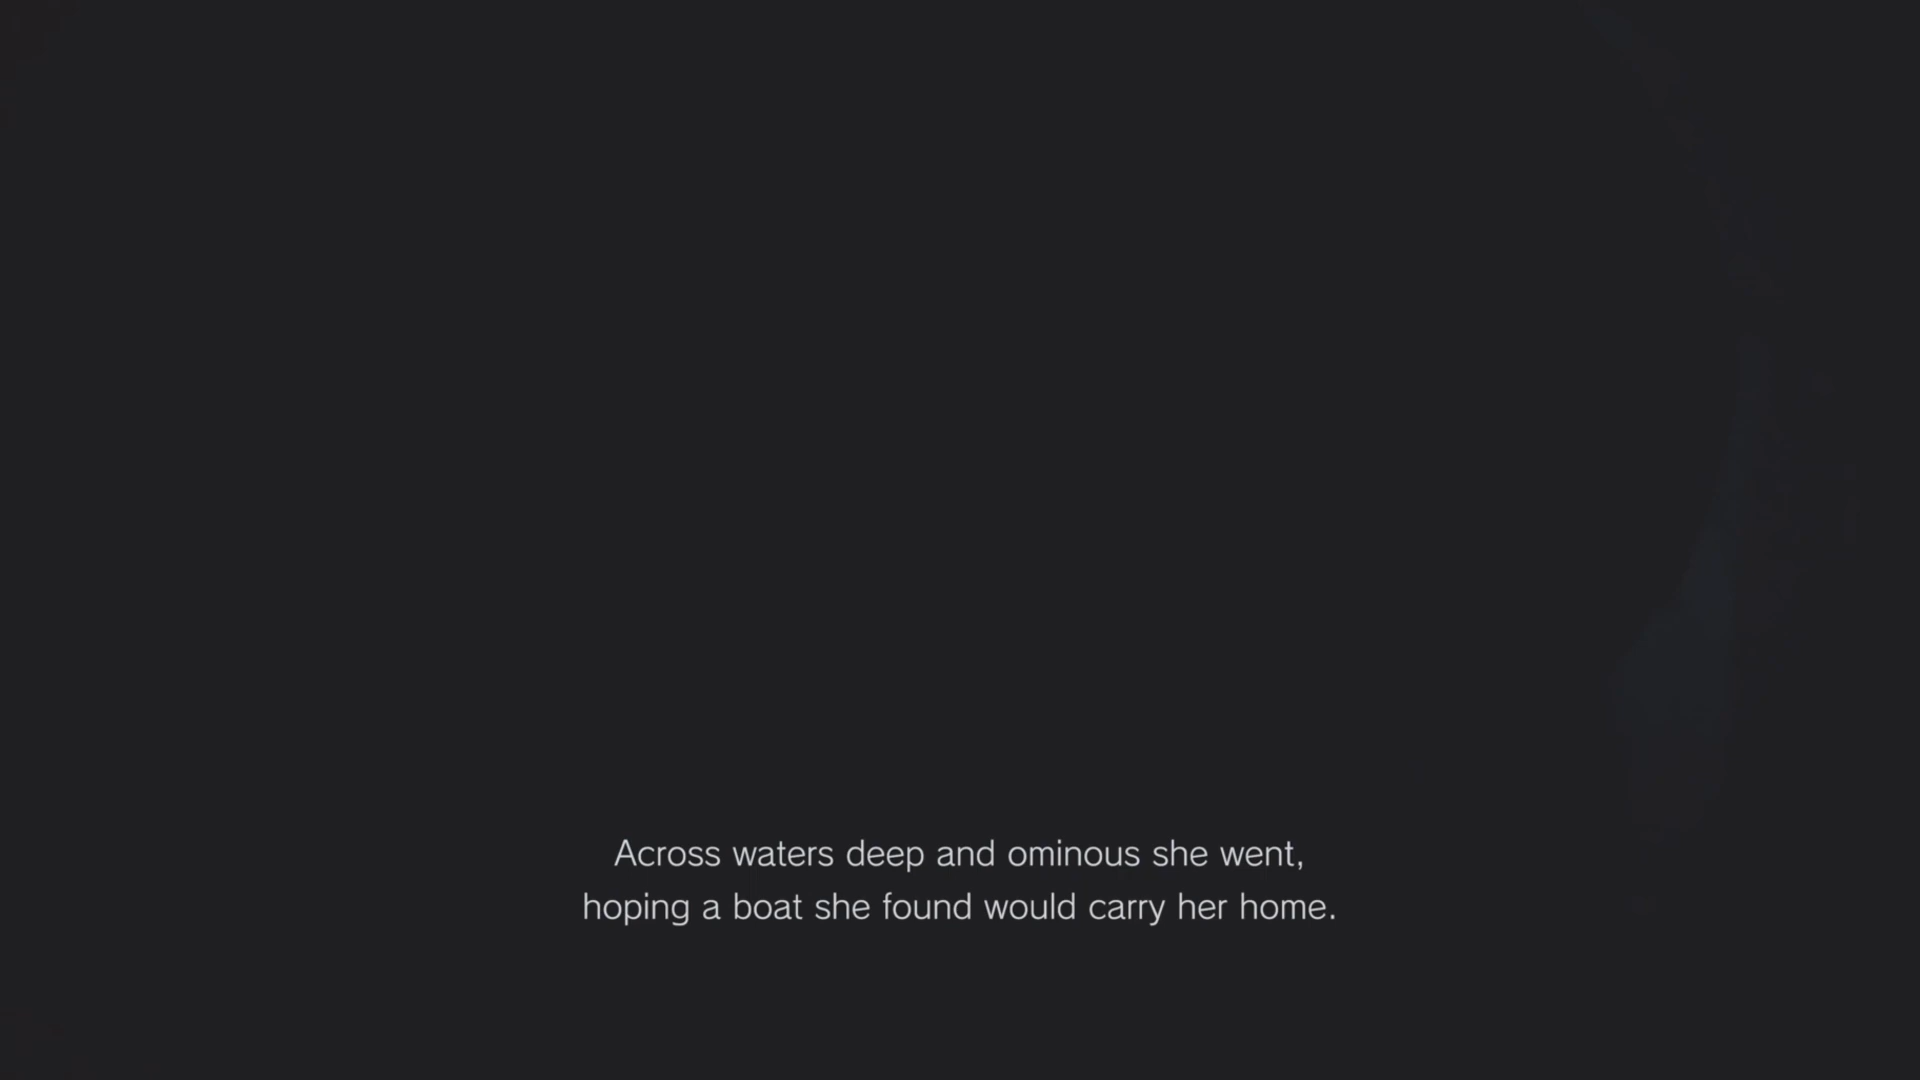 Across waters deep and ominous she went,
hoping a boat she found would carry her home.